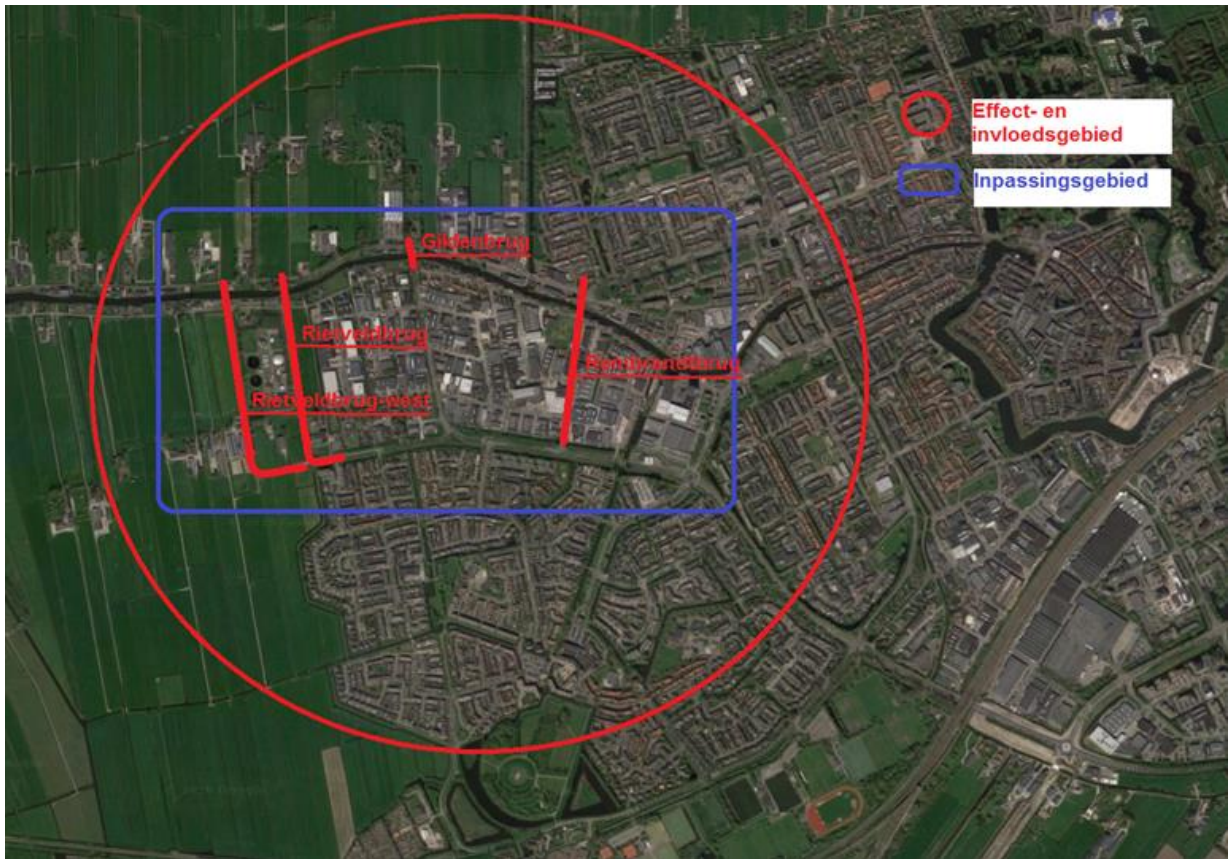 Effect- en
invloedsgebied
Inpassingsgebied
Gildenbrug
Rietveldbrug
Rembrandtbrug
Rietveldbrug-west